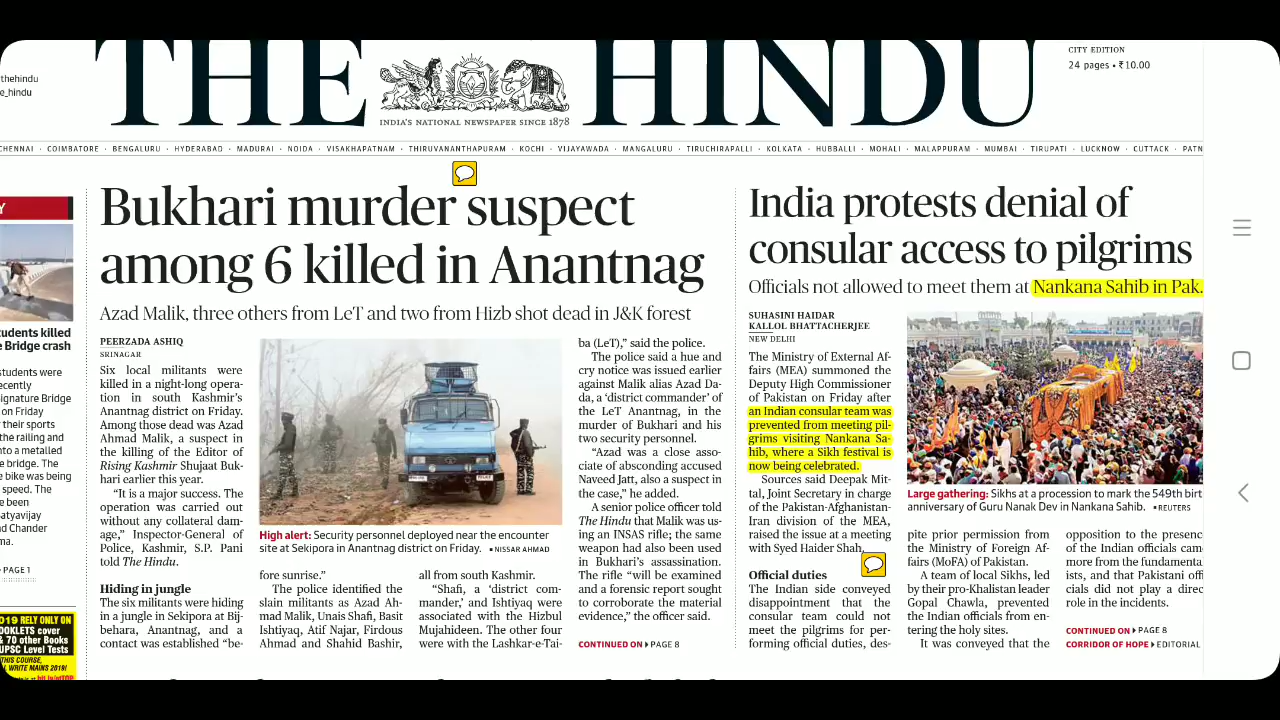 THE HINDU
CITY EDITION
24 pages • ₹10.00
thehindu
e_hindu
INDIA'S NATIONAL NEWSPAPER SINCE 1878
CHENNAI · COIMBATORE · BENGALURU · HYDERABAD · MADURAI · NOIDA · VISAKHAPATNAM · THIRUVANANTHAPURAM · KOCHI · VIJAYAWADA · MANGALURU · TIRUCHIRAPALLI · KOLKATA · HUBBALLI · MOHALI · MALAPPURAM · MUMBAI · TIRUPATI · LUCKNOW · CUTTACK · PATN
Y
tudents killed
e Bridge crash
students were
ecently
ignature Bridge
on Friday
their sports
the railing and
nto a metalled
e bridge. The
e bike was being
speed. The
e been
Satyavijay
nd Chander
ma.
PAGE 1
019 RELY ONLY ON
OOKLETS cover
& 70 other Books
UPSC Level Tests
THIS COURSE,
L WRITE MAINS 2019!
Bukhari murder suspect
among 6 killed in Anantnag
Azad Malik, three others from LeT and two from Hizb shot dead in J&K forest
PEERZADA ASHIQ
SRINAGAR
Six local militants were
killed in a night-long opera-
tion in south Kashmir's
Anantnag district on Friday.
Among those dead was Azad
Ahmad Malik, a suspect in
the killing of the Editor of
Rising Kashmir Shujaat Buk-
hari earlier this year.
"It is a major success. The
operation was carried out
without any collateral dam-
age," Inspector-General of
Police, Kashmir, S.P. Pani
told The Hindu.
Hiding in jungle
The six militants were hiding
in a jungle in Sekipora at Bij-
behara, Anantnag, and a
contact was established "be-
High alert: Security personnel deployed near the encounter
site at Sekipora in Anantnag district on Friday. ▪ NISSAR AHMAD
fore sunrise."
The police identified the
slain militants as Azad Ah-
mad Malik, Unais Shafi, Basit
Ishtiyaq, Atif Najar, Firdous
Ahmad and Shahid Bashir,
all from south Kashmir.
"Shafi, a 'district com-
mander,' and Ishtiyaq were
associated with the Hizbul
Mujahideen. The other four
were with the Lashkar-e-Tai-
ba (LeT)," said the police.
The police said a hue and
cry notice was issued earlier
against Malik alias Azad Da-
da, a 'district commander' of
the LeT Anantnag, in the
murder of Bukhari and his
two security personnel.
"Azad was a close asso-
ciate of absconding accused
Naveed Jatt, also a suspect in
the case," he added.
A senior police officer told
The Hindu that Malik was us-
ing an INSAS rifle; the same
weapon had also been used
in Bukhari's assassination.
The rifle "will be examined
and a forensic report sought
to corroborate the material
evidence," the officer said.
CONTINUED ON ▸ PAGE 8
India protests denial of
consular access to pilgrims
Officials not allowed to meet them at Nankana Sahib in Pak.
SUHASINI HAIDAR
KALLOL BHATTACHERJEE
NEW DELHI
The Ministry of External Af-
fairs (MEA) summoned the
Deputy High Commissioner
of Pakistan on Friday after
an Indian consular team was
prevented from meeting pil-
grims visiting Nankana Sa-
hib, where a Sikh festival is
now being celebrated.
Sources said Deepak Mit-
tal, Joint Secretary in charge
of the Pakistan-Afghanistan-
Iran division of the MEA,
raised the issue at a meeting
with Syed Haider Shah,
Official duties
The Indian side conveyed
disappointment that the
consular team could not
meet the pilgrims for per-
forming official duties, des-
Large gathering: Sikhs at a procession to mark the 549th birt
anniversary of Guru Nanak Dev in Nankana Sahib. ▪ REUTERS
pite prior permission from
the Ministry of Foreign Af-
fairs (MoFA) of Pakistan.
A team of local Sikhs, led
by their pro-Khalistan leader
Gopal Chawla, prevented
the Indian officials from en-
tering the holy sites.
It was conveyed that the
opposition to the presenc
of the Indian officials cam
more from the fundamenta
ists, and that Pakistani offi
cials did not play a direc
role in the incidents.
CONTINUED ON ▸ PAGE 8
CORRIDOR OF HOPE ▸ EDITORIAL